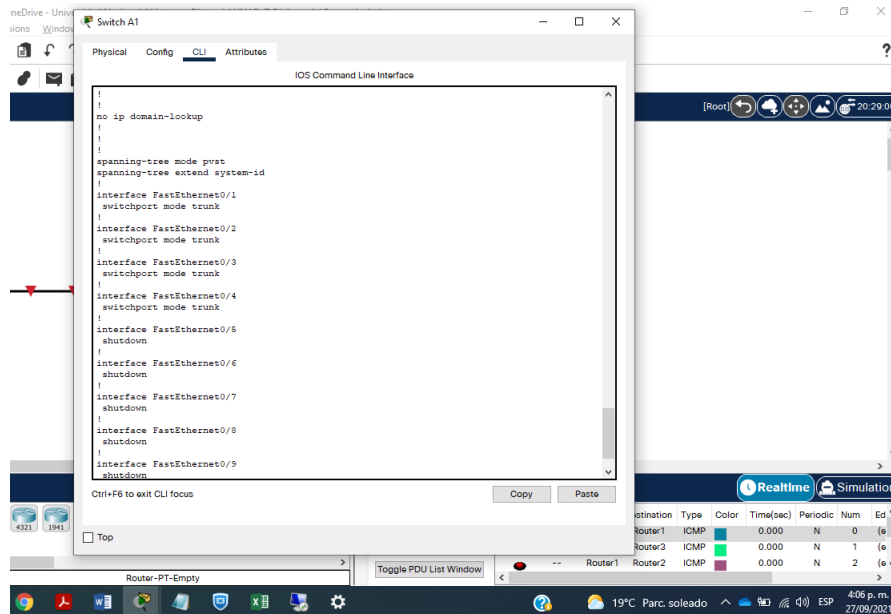 neDrive - Unive
sions Window
Switch A1
Physical Config CLI Attributes
IOS Command Line Interface
!
!
no ip domain-lookup
!
!
!
spanning-tree mode pvst
spanning-tree extend system-id
!
interface FastEthernet0/1
switchport mode trunk
!
interface FastEthernet0/2
switchport mode trunk
!
interface FastEthernet0/3
switchport mode trunk
!
interface FastEthernet0/4
switchport mode trunk
!
interface FastEthernet0/5
shutdown
!
interface FastEthernet0/6
shutdown
!
interface FastEthernet0/7
shutdown
!
interface FastEthernet0/8
shutdown
!
interface FastEthernet0/9
shutdown
Ctrl+F6 to exit CLI focus
Copy Paste
Top
?
[Root] 20:29:0
Realtime Simulation
4321 1941
stination Type Color Time(sec) Periodic Num Ed
Router1 ICMP 0.000 N 0 (e
Router3 ICMP 0.000 N 1 (e
-- Router1 Router2 ICMP 0.000 N 2 (e
Toggle PDU List Window
Router-PT-Empty
19°C Parc. soleado ESP 4:06 p. m.
27/09/202